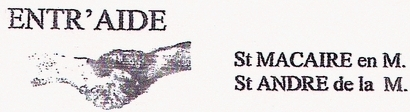 ENTR'AIDE
St MACAIRE en M.
St ANDRE de la M.